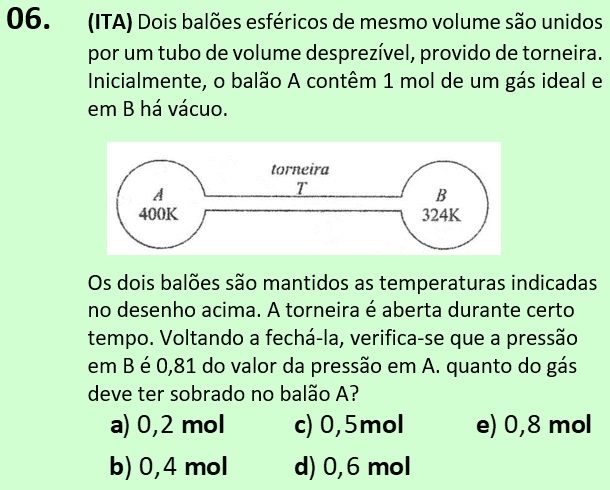 06. (ITA) Dois balões esféricos de mesmo volume são unidos
por um tubo de volume desprezível, provido de torneira.
Inicialmente, o balão A contêm 1 mol de um gás ideal e
em B há vácuo.
torneira
T
A
400K
B
324K
Os dois balões são mantidos as temperaturas indicadas
no desenho acima. A torneira é aberta durante certo
tempo. Voltando a fechá-la, verifica-se que a pressão
em B é 0,81 do valor da pressão em A. quanto do gás
deve ter sobrado no balão A?
a) 0,2 mol c) 0,5mol e) 0,8 mol
b) 0,4 mol d) 0,6 mol